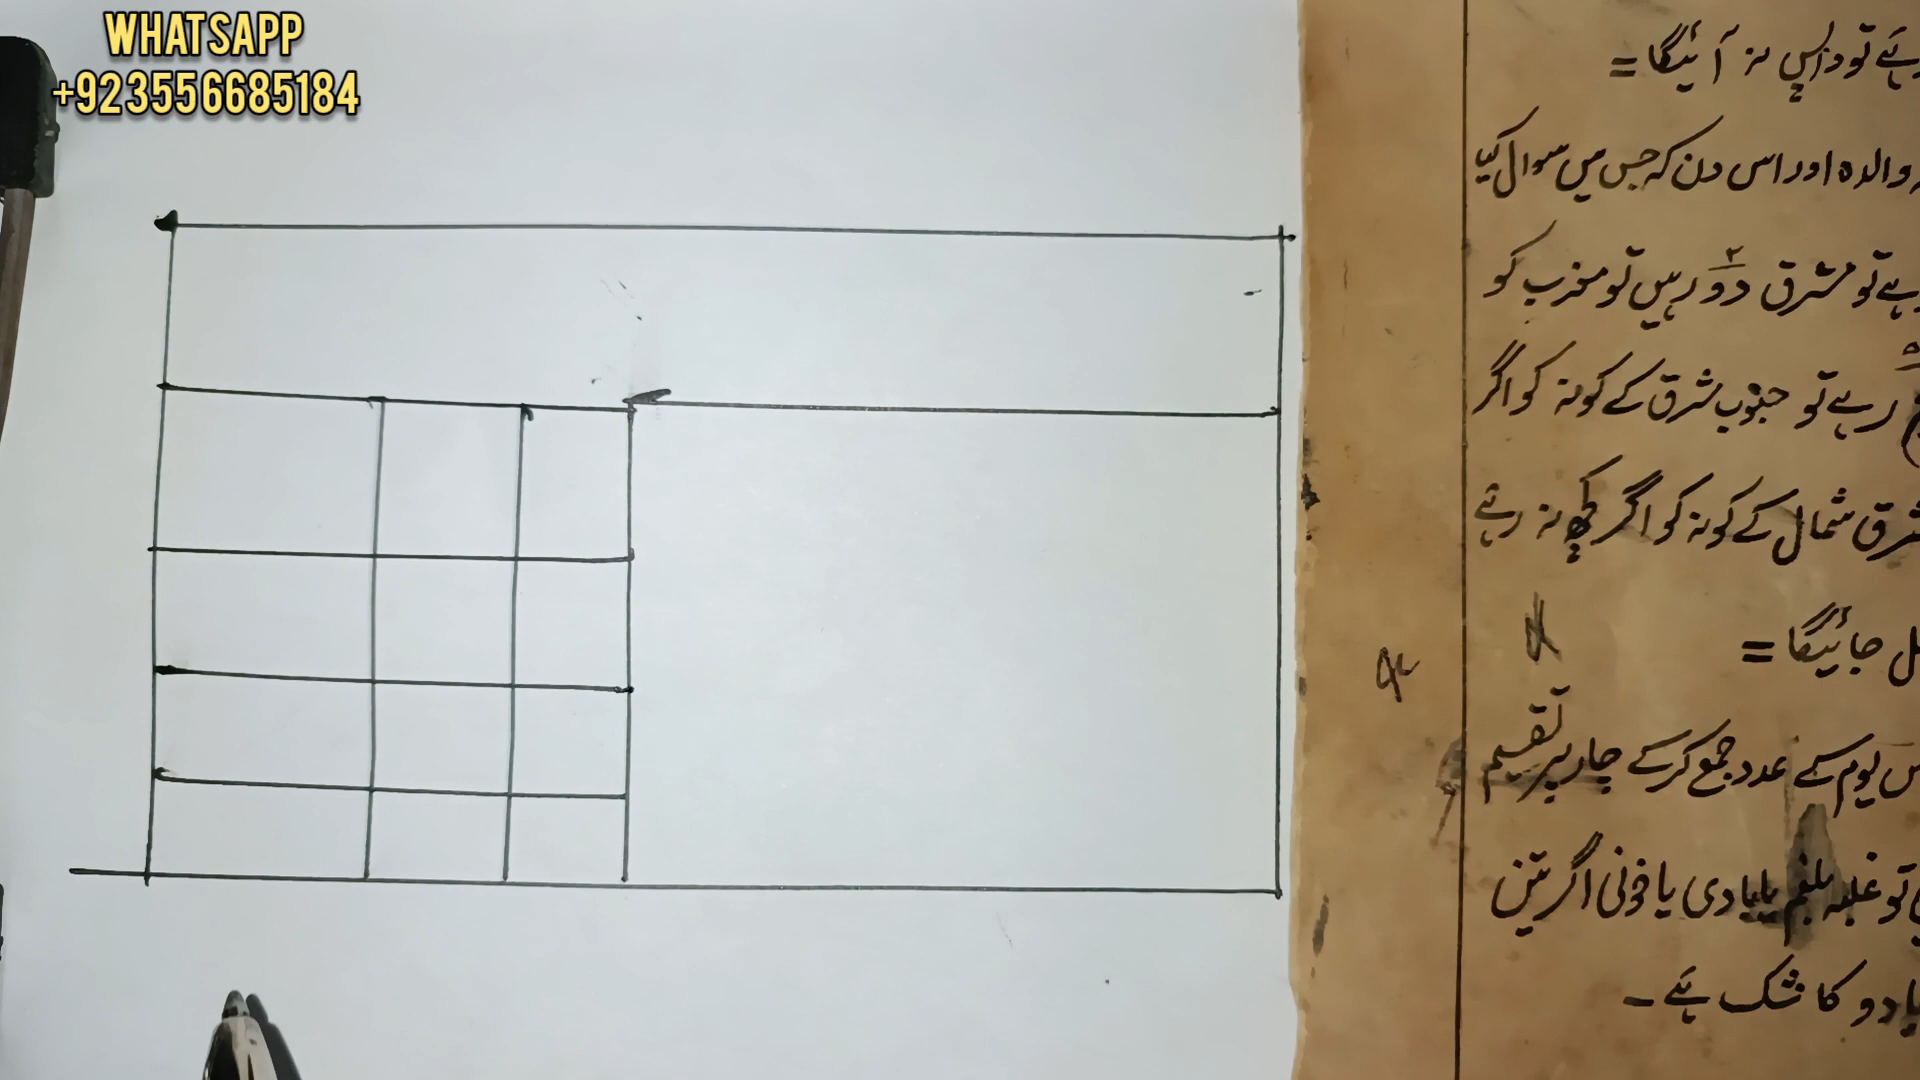 WHATSAPP
+923556685184
رہے تو واپس نہ آئیگا =
والدہ اور اس دن کہ جس میں سوال کیا
رہے تو مشرق دو رہیں تو مغرب کو
رہے تو جنوب شرق کے کونہ کو اگر
شرق شمال کے کونہ کو اگر کچھ نہ رہے
جائیگا =
یوم کے عدد جمع کر کے چار پر تقسیم
تو غلبہ بلغم یا بادی یا خونی اگر تین
کا شک ہے ۔